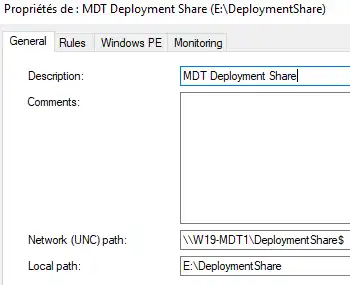 Propriétés de : MDT Deployment Share (E:\DeploymentShare)
General Rules Windows PE Monitoring
Description: MDT Deployment Share
Comments:
Network (UNC) path: \\W19-MDT1\DeploymentShare$
Local path: E:\DeploymentShare